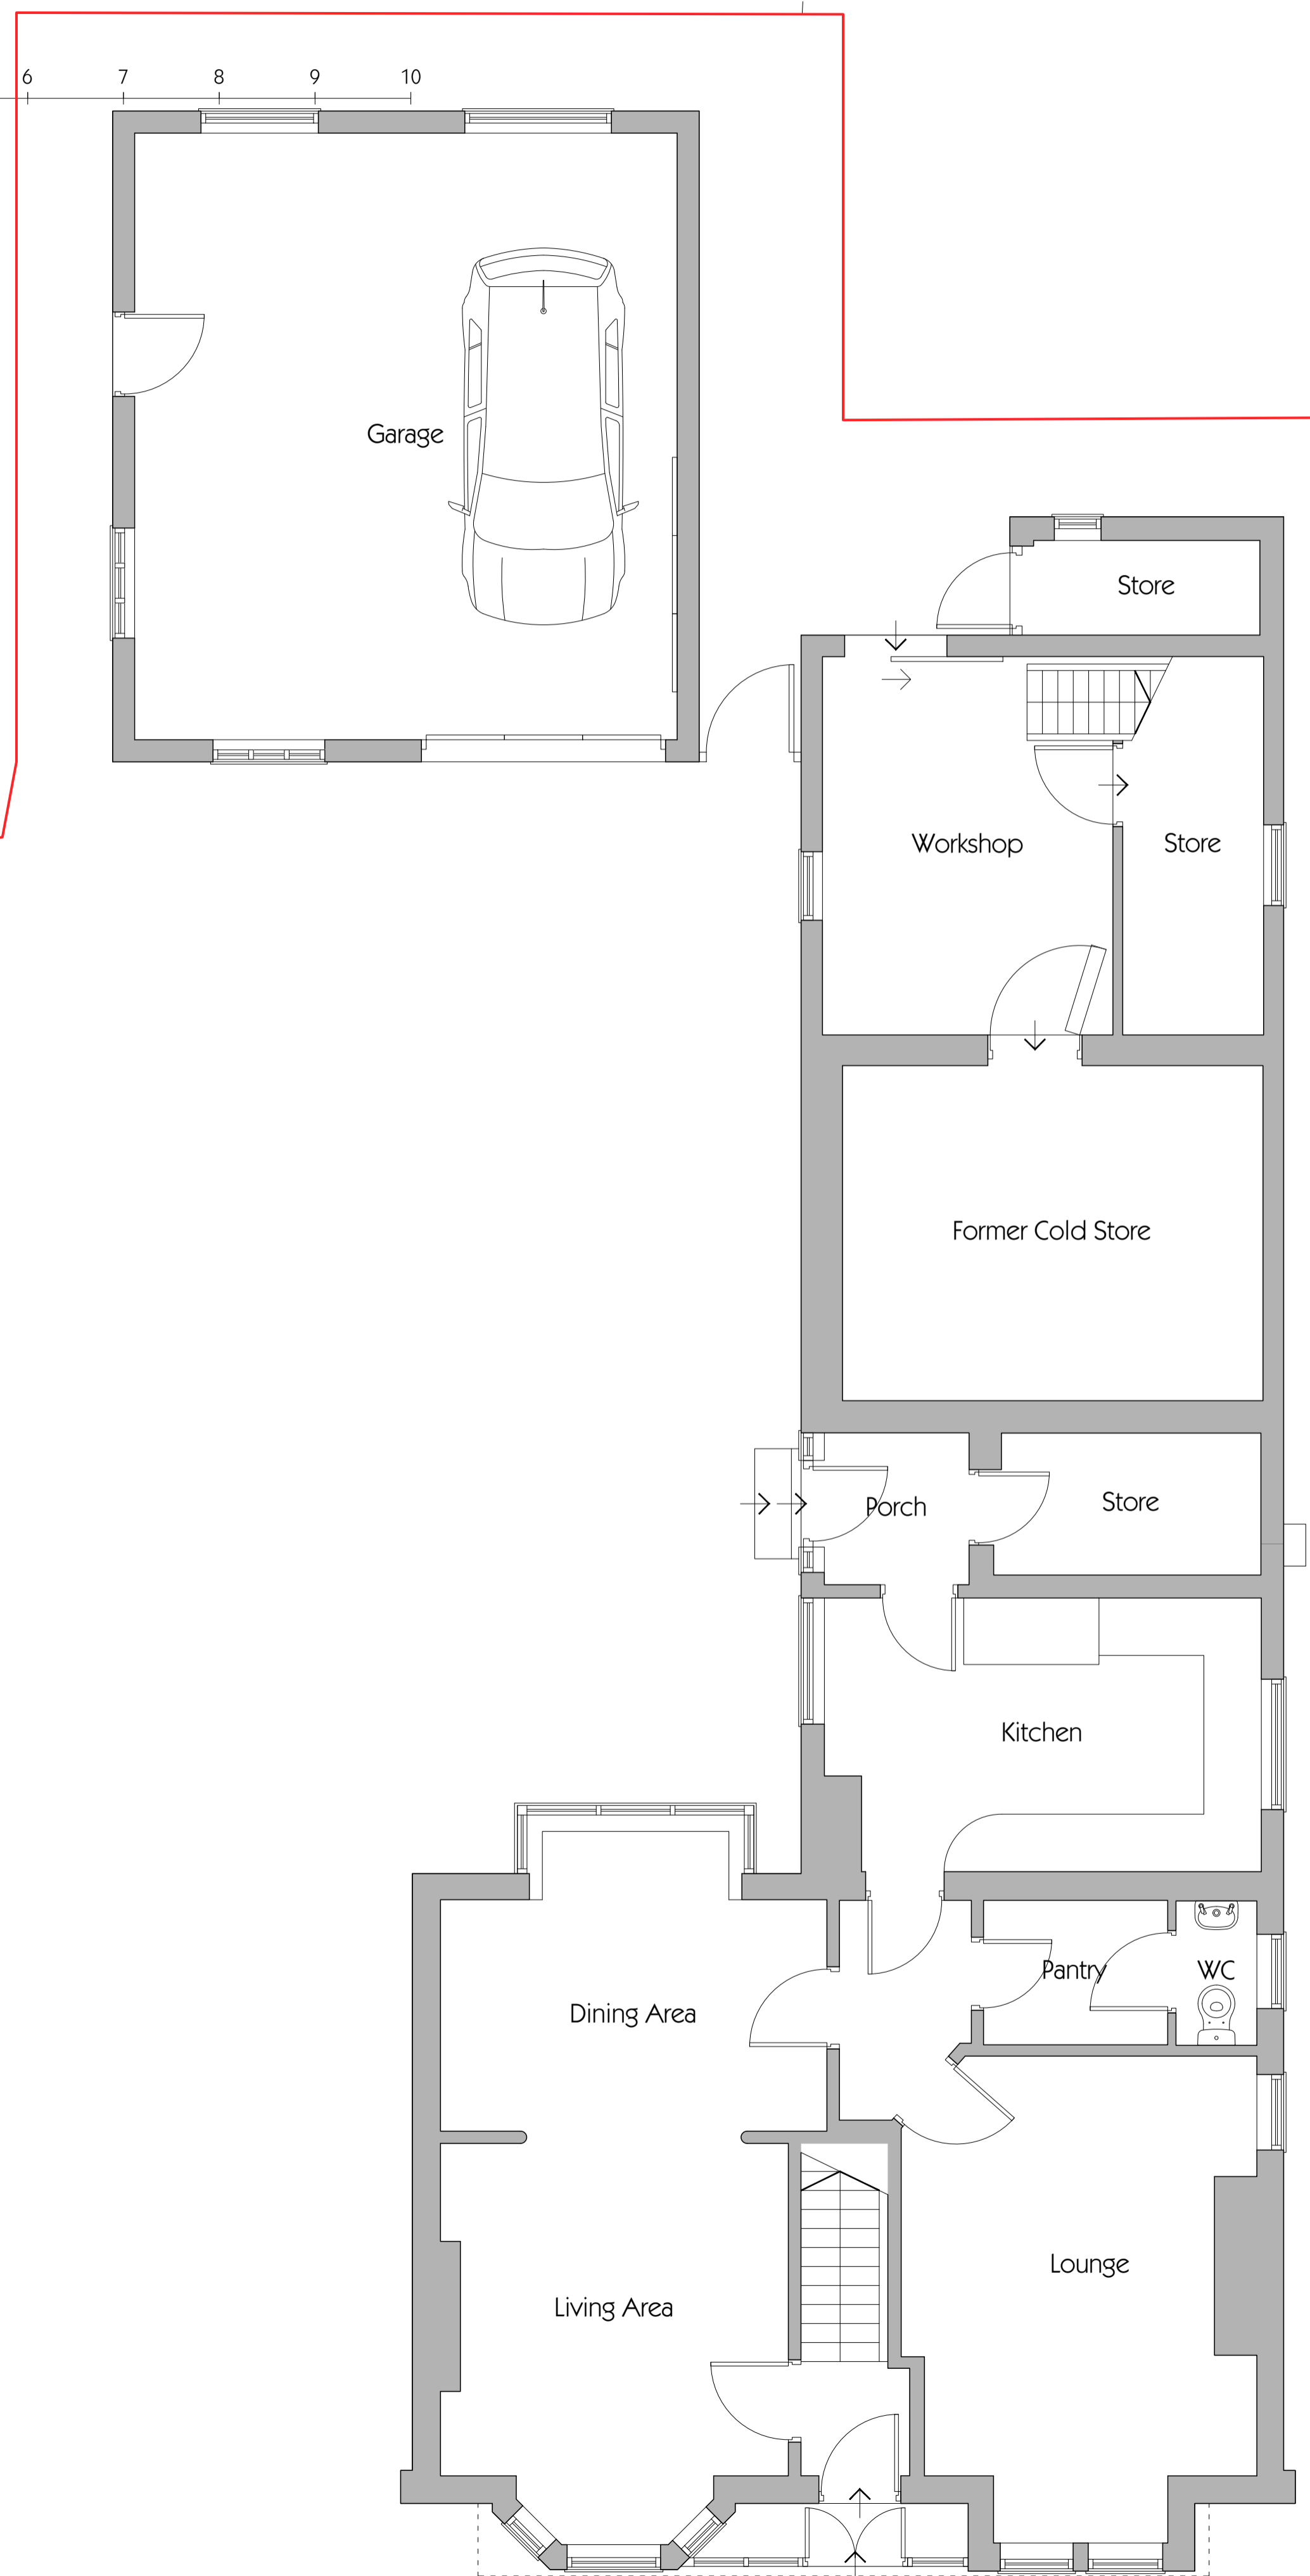 6 7 8 9 10
Garage
Store
Workshop
Store
Former Cold Store
Porch
Store
Kitchen
Pantry
WC
Dining Area
Lounge
Living Area